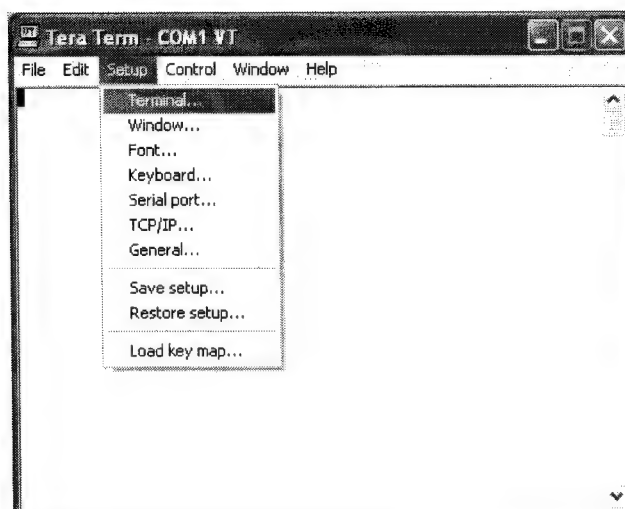 Tera Term - COM1 VT
File Edit Setup Control Window Help
Terminal...
Window...
Font...
Keyboard...
Serial port...
TCP/IP...
General...
Save setup...
Restore setup...
Load key map...